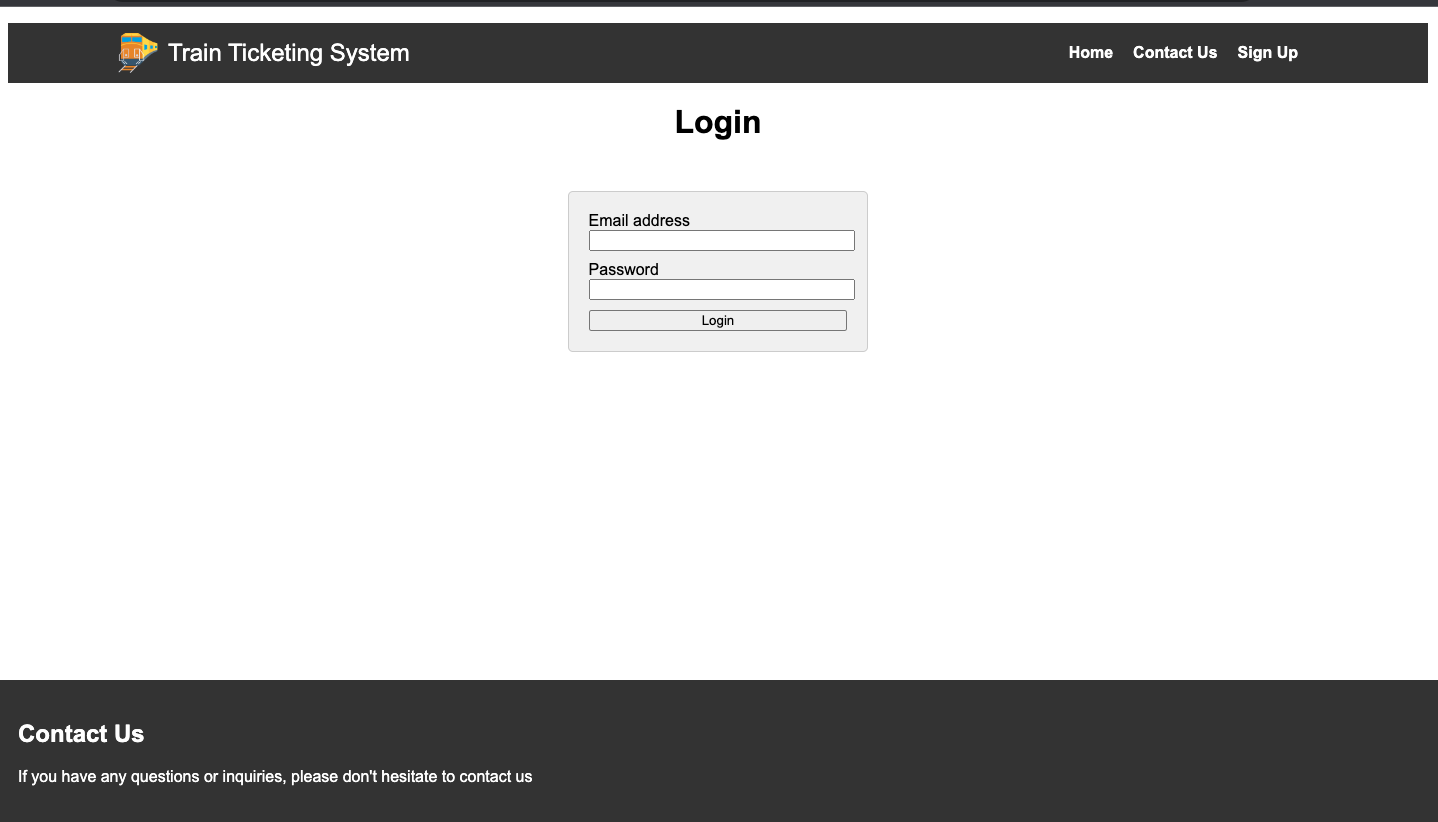 Train Ticketing System
Home Contact Us Sign Up
Login
Email address
Password
Login
Contact Us
If you have any questions or inquiries, please don't hesitate to contact us